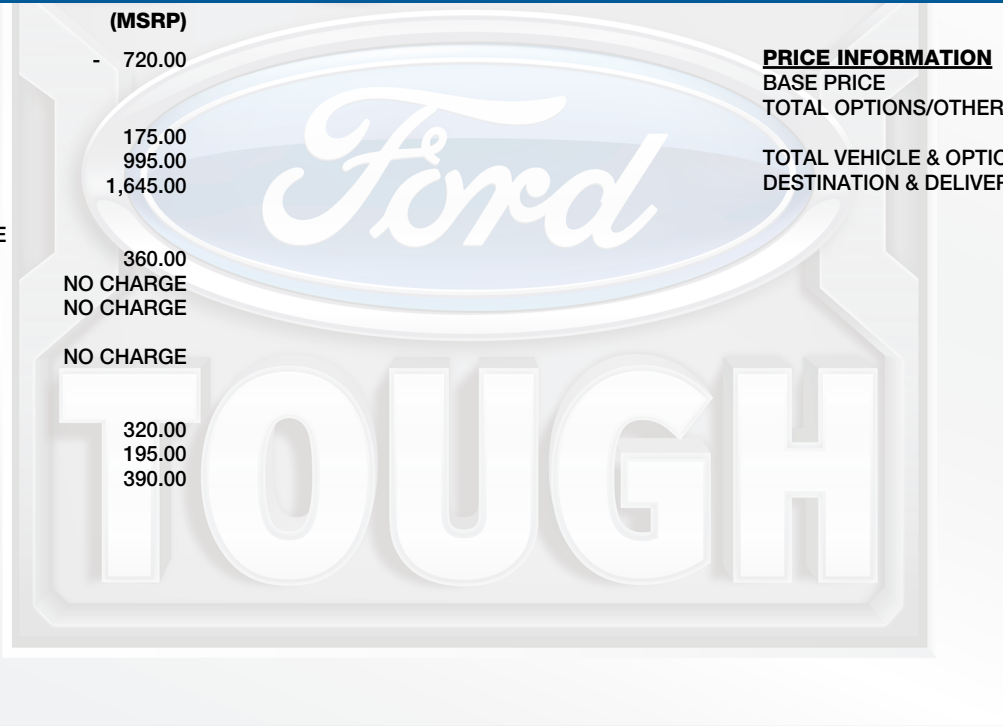 (MSRP)
- 720.00
175.00
995.00
1,645.00
E
360.00
NO CHARGE
NO CHARGE
NO CHARGE
320.00
195.00
390.00
PRICE INFORMATION
BASE PRICE
TOTAL OPTIONS/OTHER
TOTAL VEHICLE & OPTIO
DESTINATION & DELIVER
Ford
TOUGH